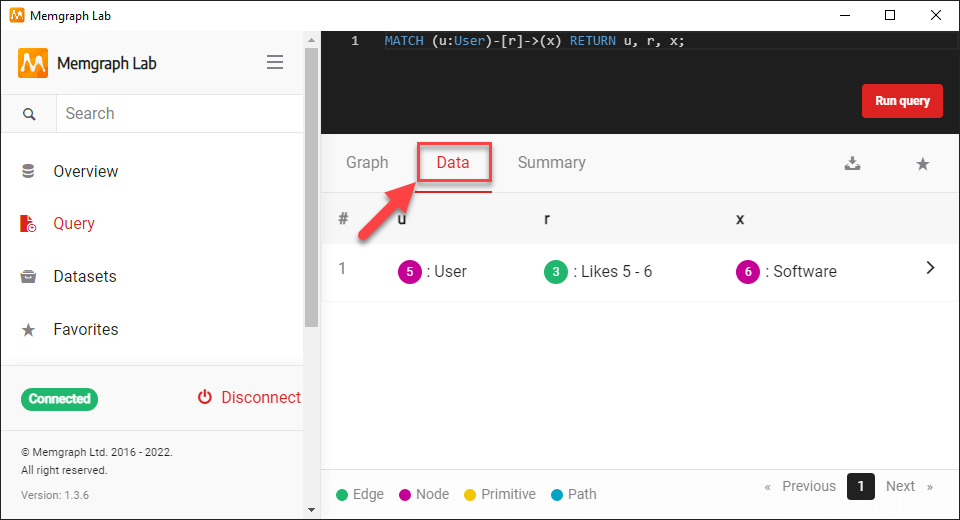 Memgraph Lab
Memgraph Lab
Search
Overview
Query
Datasets
Favorites
Connected
Disconnect
© Memgraph Ltd. 2016 - 2022.
All right reserved.
Version: 1.3.6
1 MATCH (u:User)-[r]->(x) RETURN u, r, x;
Run query
Graph Data Summary
# u r x
1 5 : User 3 : Likes 5 - 6 6 : Software
Edge Node Primitive Path
« Previous 1 Next »